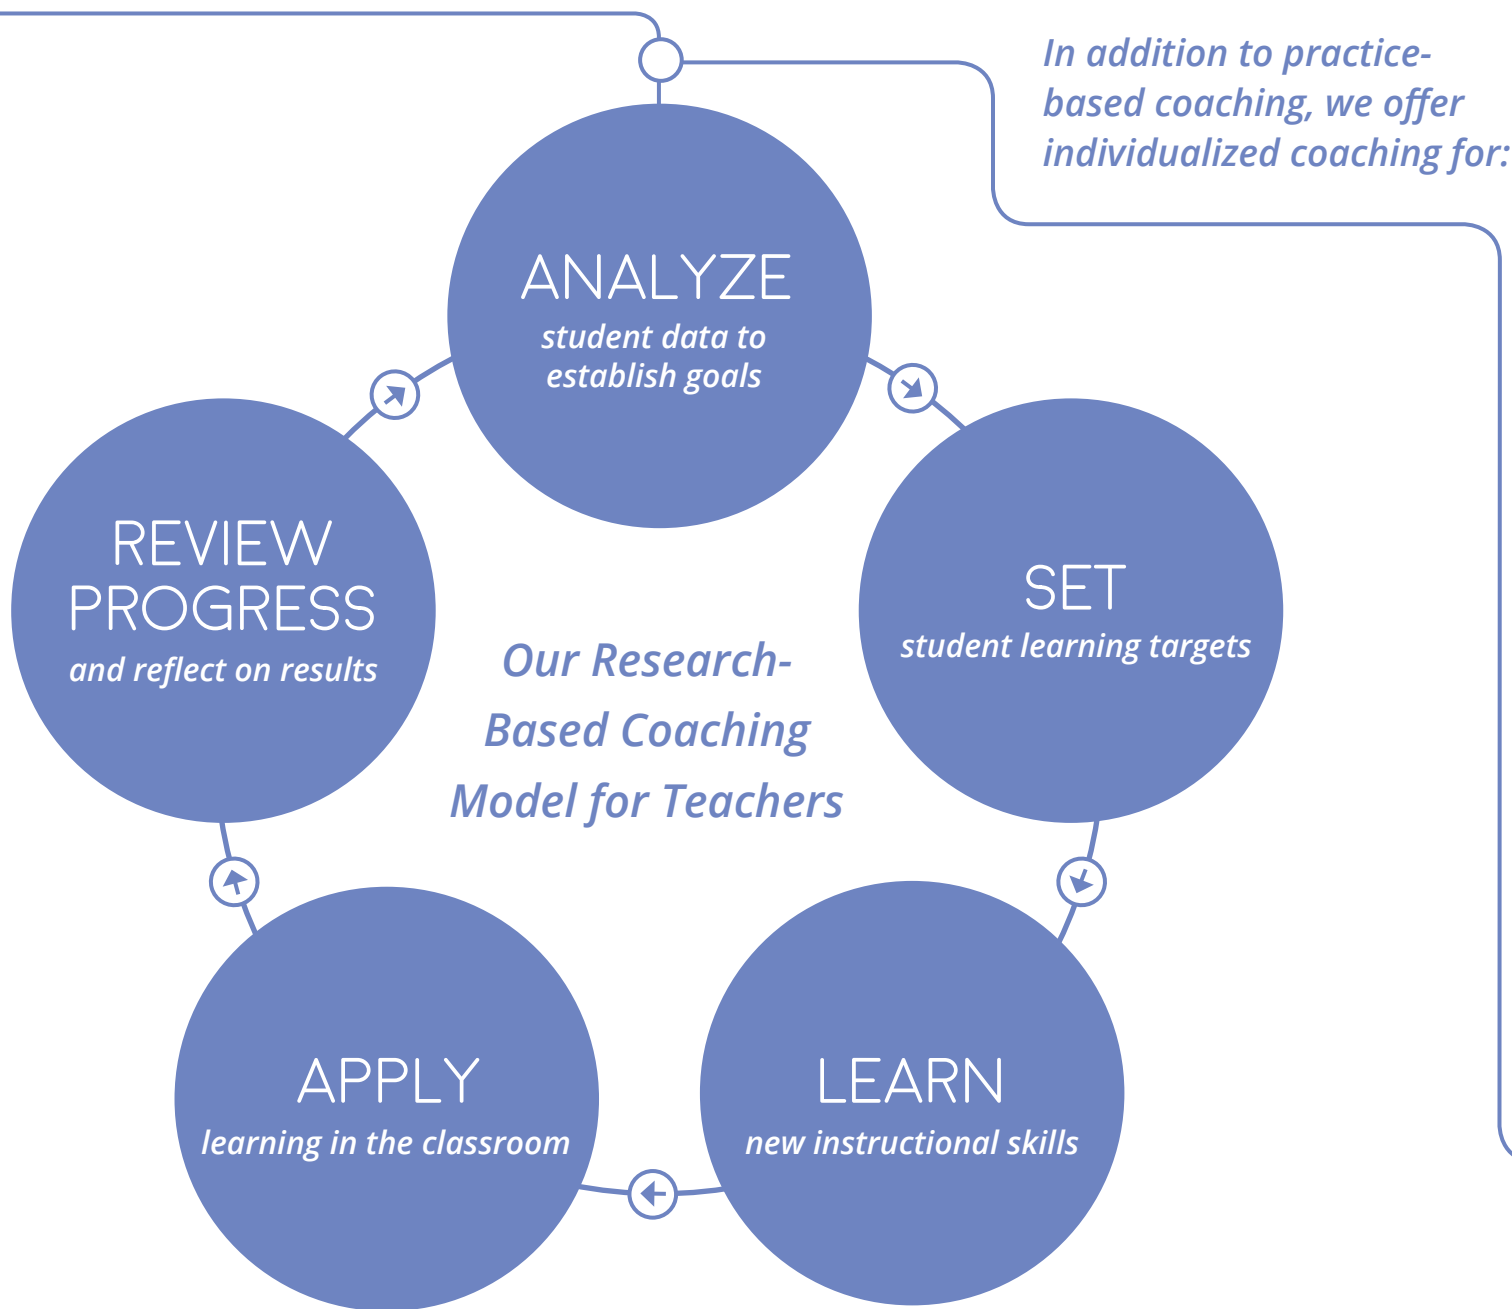 In addition to practice-
based coaching, we offer
individualized coaching for:
ANALYZE
student data to
establish goals
SET
student learning targets
LEARN
new instructional skills
APPLY
learning in the classroom
REVIEW
PROGRESS
and reflect on results
Our Research-
Based Coaching
Model for Teachers